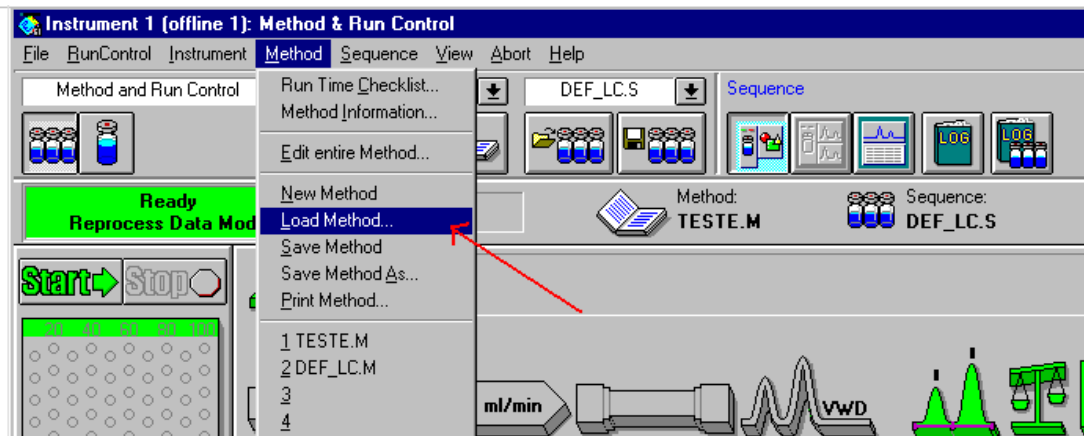 Instrument 1 (offline 1): Method & Run Control
File RunControl Instrument Method Sequence View Abort Help
Method and Run Control
DEF_LC.S
Sequence
LOG
LOG
Run Time Checklist...
Method Information...
Edit entire Method...
New Method
Load Method...
Save Method
Save Method As...
Print Method...
1 TESTE.M
2 DEF_LC.M
3
4
Ready
Reprocess Data Mod
Method:
TESTE.M
Sequence:
DEF_LC.S
Start Stop
20 40 60 80 100
ml/min
VWD